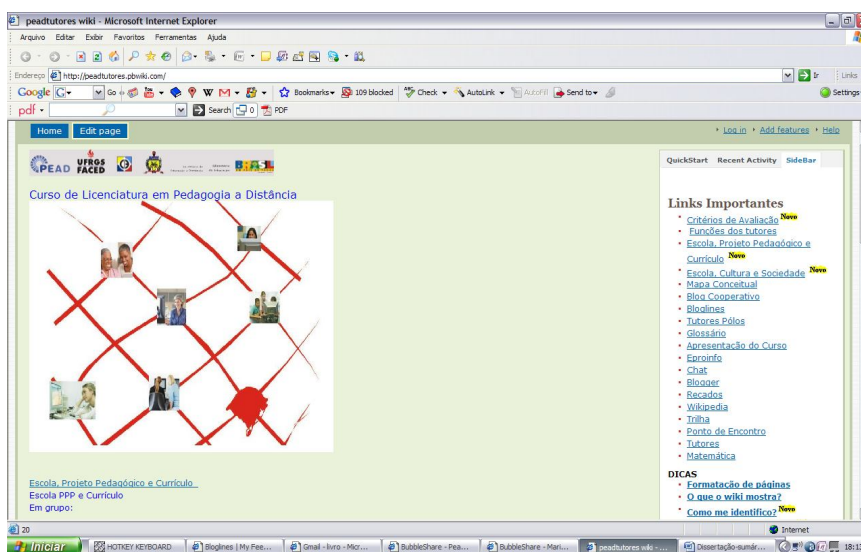 peadtutores wiki - Microsoft Internet Explorer
Arquivo Editar Exibir Favoritos Ferramentas Ajuda
Endereço http://peadtutores.pbwiki.com/ Ir Links
Google G Go Bookmarks 109 blocked Check AutoLink AutoFill Send to Settings
pdf Search 0 PDF
Home Edit page Log in Add features Help
PEAD UFRGS FACED BRASIL
QuickStart Recent Activity SideBar
Curso de Licenciatura em Pedagogia a Distância
Links Importantes
Critérios de Avaliação Novo
Funções dos tutores
Escola, Projeto Pedagógico e
Currículo Novo
Escola, Cultura e Sociedade Novo
Mapa Conceitual
Blog Cooperativo
Bloglines
Tutores Pólos
Glossário
Apresentação do Curso
Eproinfo
Chat
Blogger
Recados
Wikipedia
Trilha
Ponto de Encontro
Tutores
Matemática
DICAS
Formatação de páginas
O que o wiki mostra?
Como me identifico? Novo
Escola, Projeto Pedagógico e Currículo
Escola PPP e Currículo
Em grupo:
20 Internet
Iniciar HOTKEY KEYBOARD Bloglines | My Fee... Gmail - livro - Micr... BubbleShare - Pea... BubbleShare - Mari... peadtutores wiki - ... Dissertação-sumár...